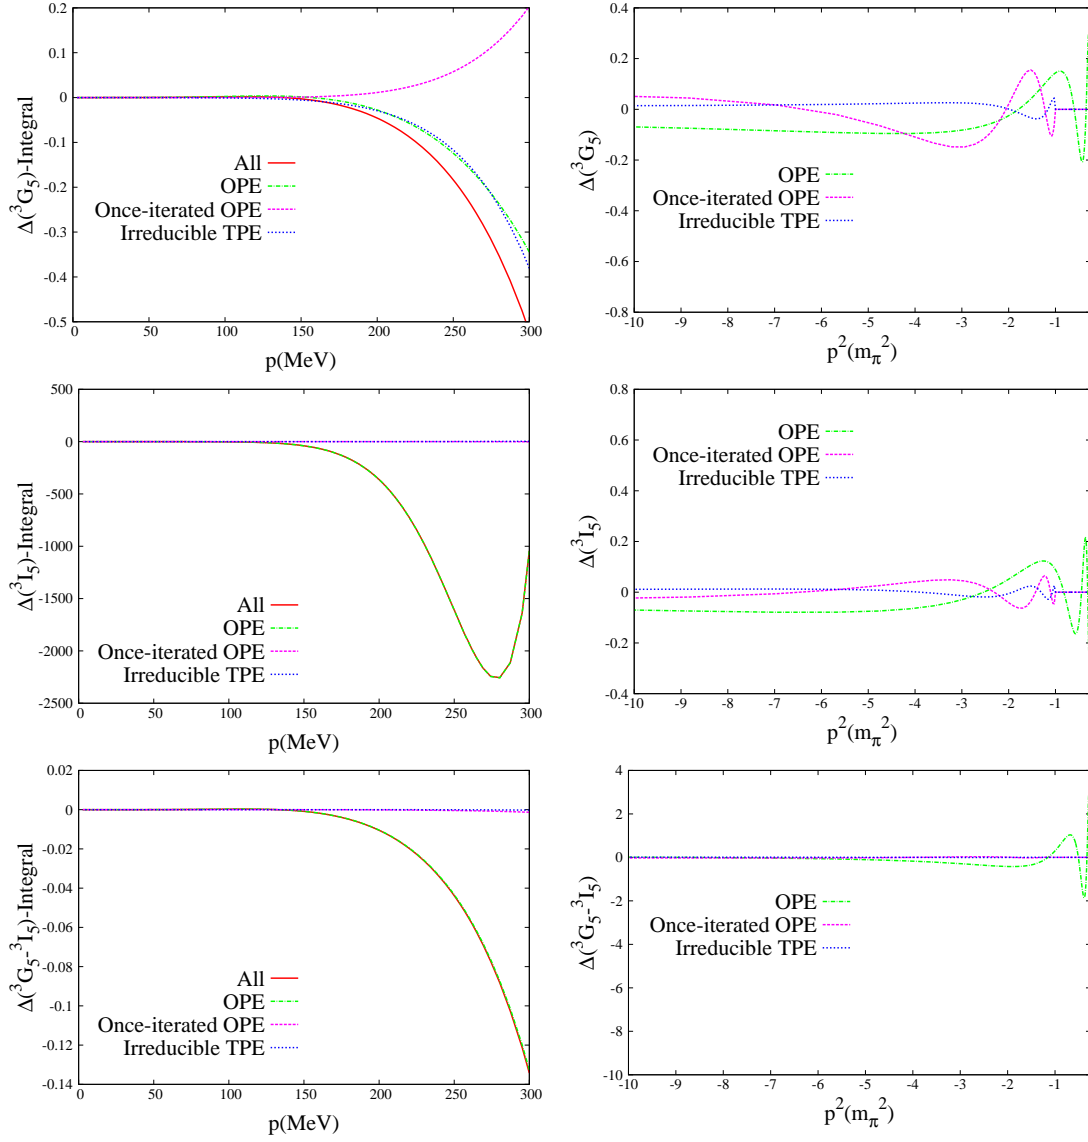 0.2
0.1
0
-0.1
-0.2
-0.3
-0.4
-0.5
0 50 100 150 200 250 300
Δ(³G₅)-Integral
p(MeV)
All
OPE
Once-iterated OPE
Irreducible TPE
0.4
0.2
0
-0.2
-0.4
-0.6
-0.8
-10 -9 -8 -7 -6 -5 -4 -3 -2 -1
Δ(³G₅)
p²(mπ²)
OPE
Once-iterated OPE
Irreducible TPE
500
0
-500
-1000
-1500
-2000
-2500
0 50 100 150 200 250 300
Δ(³I₅)-Integral
p(MeV)
All
OPE
Once-iterated OPE
Irreducible TPE
0.8
0.6
0.4
0.2
0
-0.2
-0.4
-10 -9 -8 -7 -6 -5 -4 -3 -2 -1
Δ(³I₅)
p²(mπ²)
OPE
Once-iterated OPE
Irreducible TPE
0.02
0
-0.02
-0.04
-0.06
-0.08
-0.1
-0.12
-0.14
0 50 100 150 200 250 300
Δ(³G₅-³I₅)-Integral
p(MeV)
All
OPE
Once-iterated OPE
Irreducible TPE
4
2
0
-2
-4
-6
-8
-10
-10 -9 -8 -7 -6 -5 -4 -3 -2 -1
Δ(³G₅-³I₅)
p²(mπ²)
OPE
Once-iterated OPE
Irreducible TPE